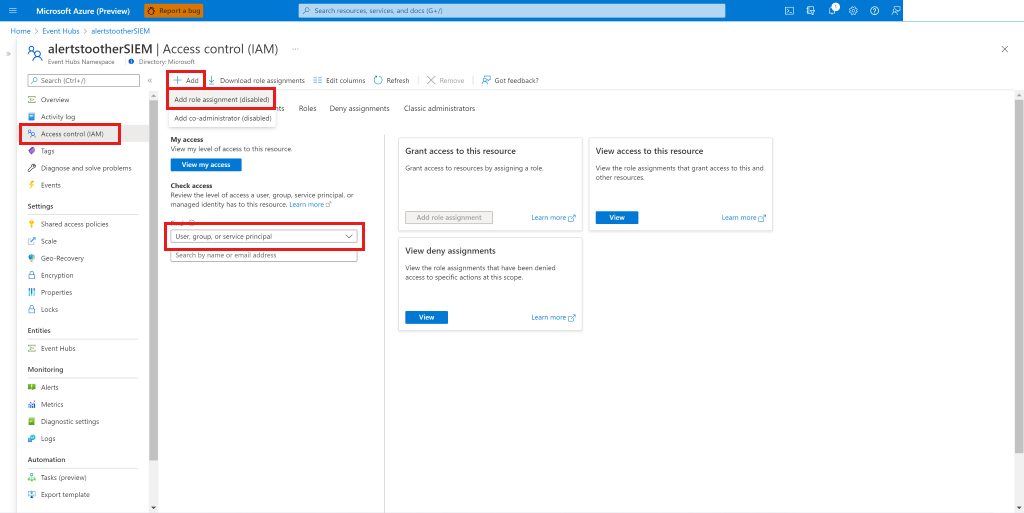 Microsoft Azure (Preview)
Report a bug
Search resources, services, and docs (G+/)
1
Home > Event Hubs > alertstootherSIEM
alertstootherSIEM | Access control (IAM) ...
Event Hubs Namespace
Directory: Microsoft
Search (Ctrl+/)
Overview
Activity log
Access control (IAM)
Tags
Diagnose and solve problems
Events
Settings
Shared access policies
Scale
Geo-Recovery
Encryption
Properties
Locks
Entities
Event Hubs
Monitoring
Alerts
Metrics
Diagnostic settings
Logs
Automation
Tasks (preview)
Export template
Add
Download role assignments
Edit columns
Refresh
Remove
Got feedback?
Add role assignment (disabled)
Add co-administrator (disabled)
Roles
Deny assignments
Classic administrators
My access
View my level of access to this resource.
View my access
Check access
Review the level of access a user, group, service principal, or
managed identity has to this resource. Learn more
User, group, or service principal
Search by name or email address
Grant access to this resource
Grant access to resources by assigning a role.
Add role assignment
Learn more
View access to this resource
View the role assignments that grant access to this and
other resources.
View
Learn more
View deny assignments
View the role assignments that have been denied
access to specific actions at this scope.
View
Learn more